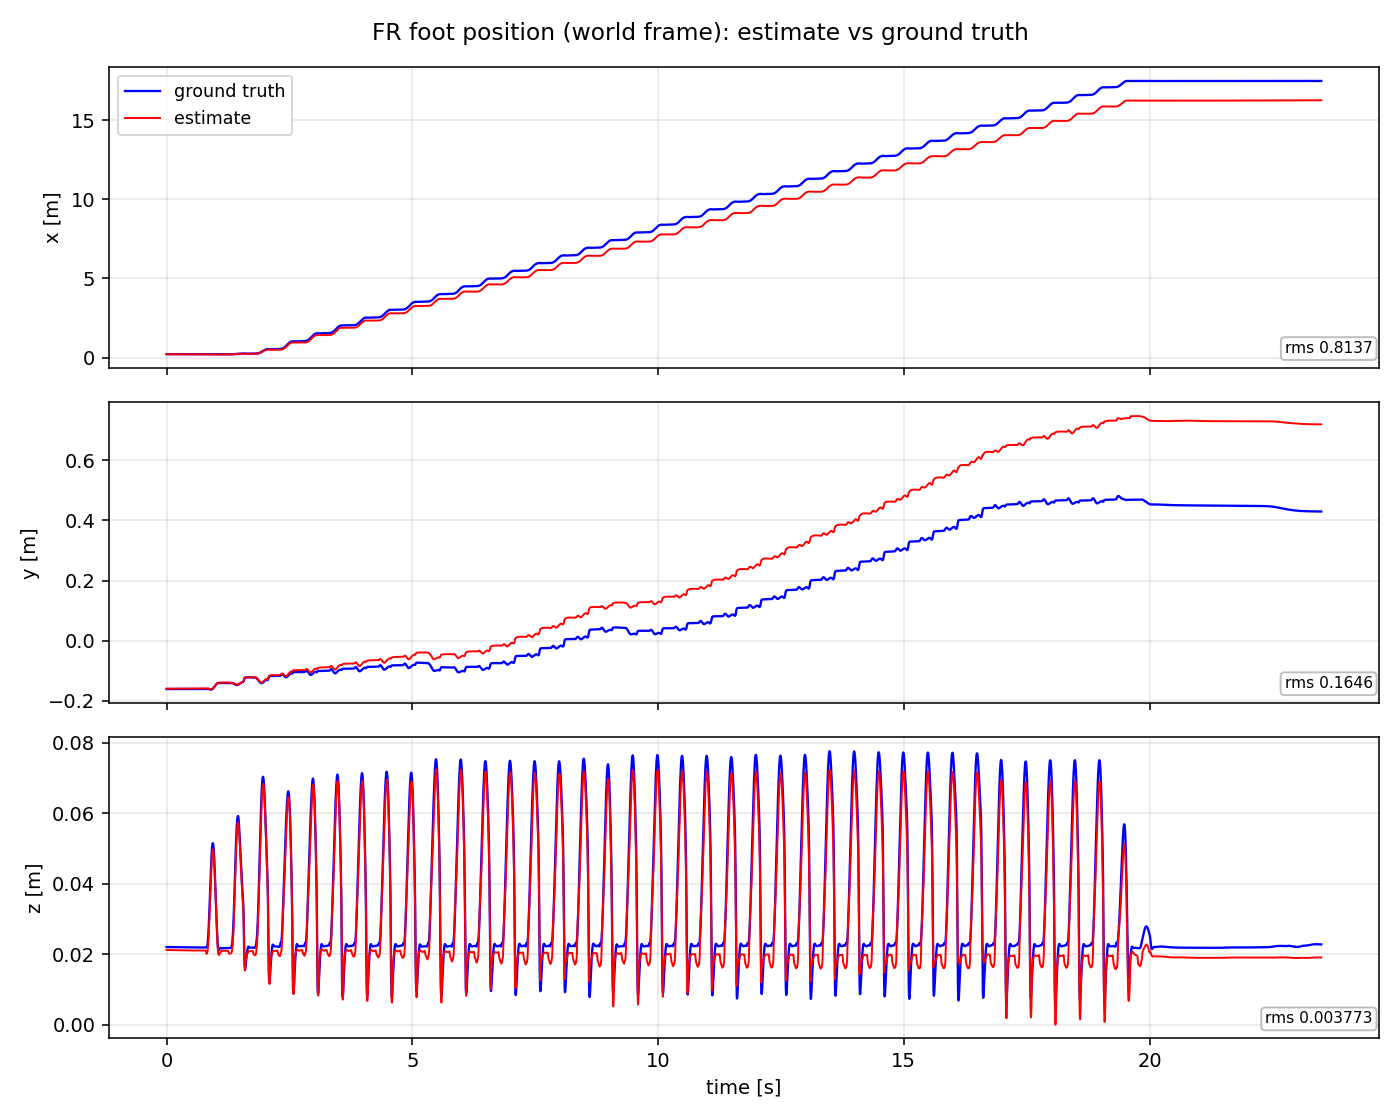 FR foot position (world frame): estimate vs ground truth
ground truth
estimate
15
10
5
0
x [m]
rms 0.8137
0.6
0.4
0.2
0.0
−0.2
y [m]
rms 0.1646
0.08
0.06
0.04
0.02
0.00
z [m]
rms 0.003773
0 5 10 15 20
time [s]